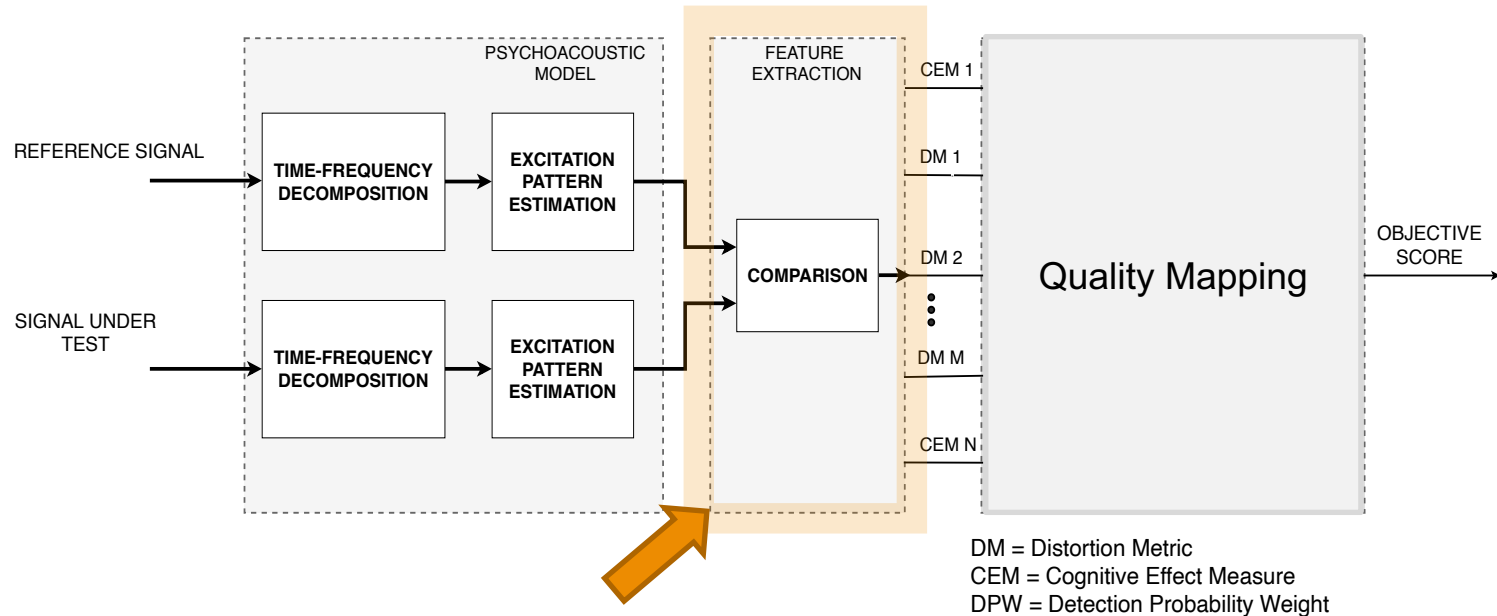 PSYCHOACOUSTIC
MODEL
FEATURE
EXTRACTION
CEM 1
REFERENCE SIGNAL
TIME-FREQUENCY
DECOMPOSITION
EXCITATION
PATTERN
ESTIMATION
DM 1
COMPARISON
DM 2
Quality Mapping
OBJECTIVE
SCORE
SIGNAL UNDER
TEST
TIME-FREQUENCY
DECOMPOSITION
EXCITATION
PATTERN
ESTIMATION
DM M
CEM N
DM = Distortion Metric
CEM = Cognitive Effect Measure
DPW = Detection Probability Weight